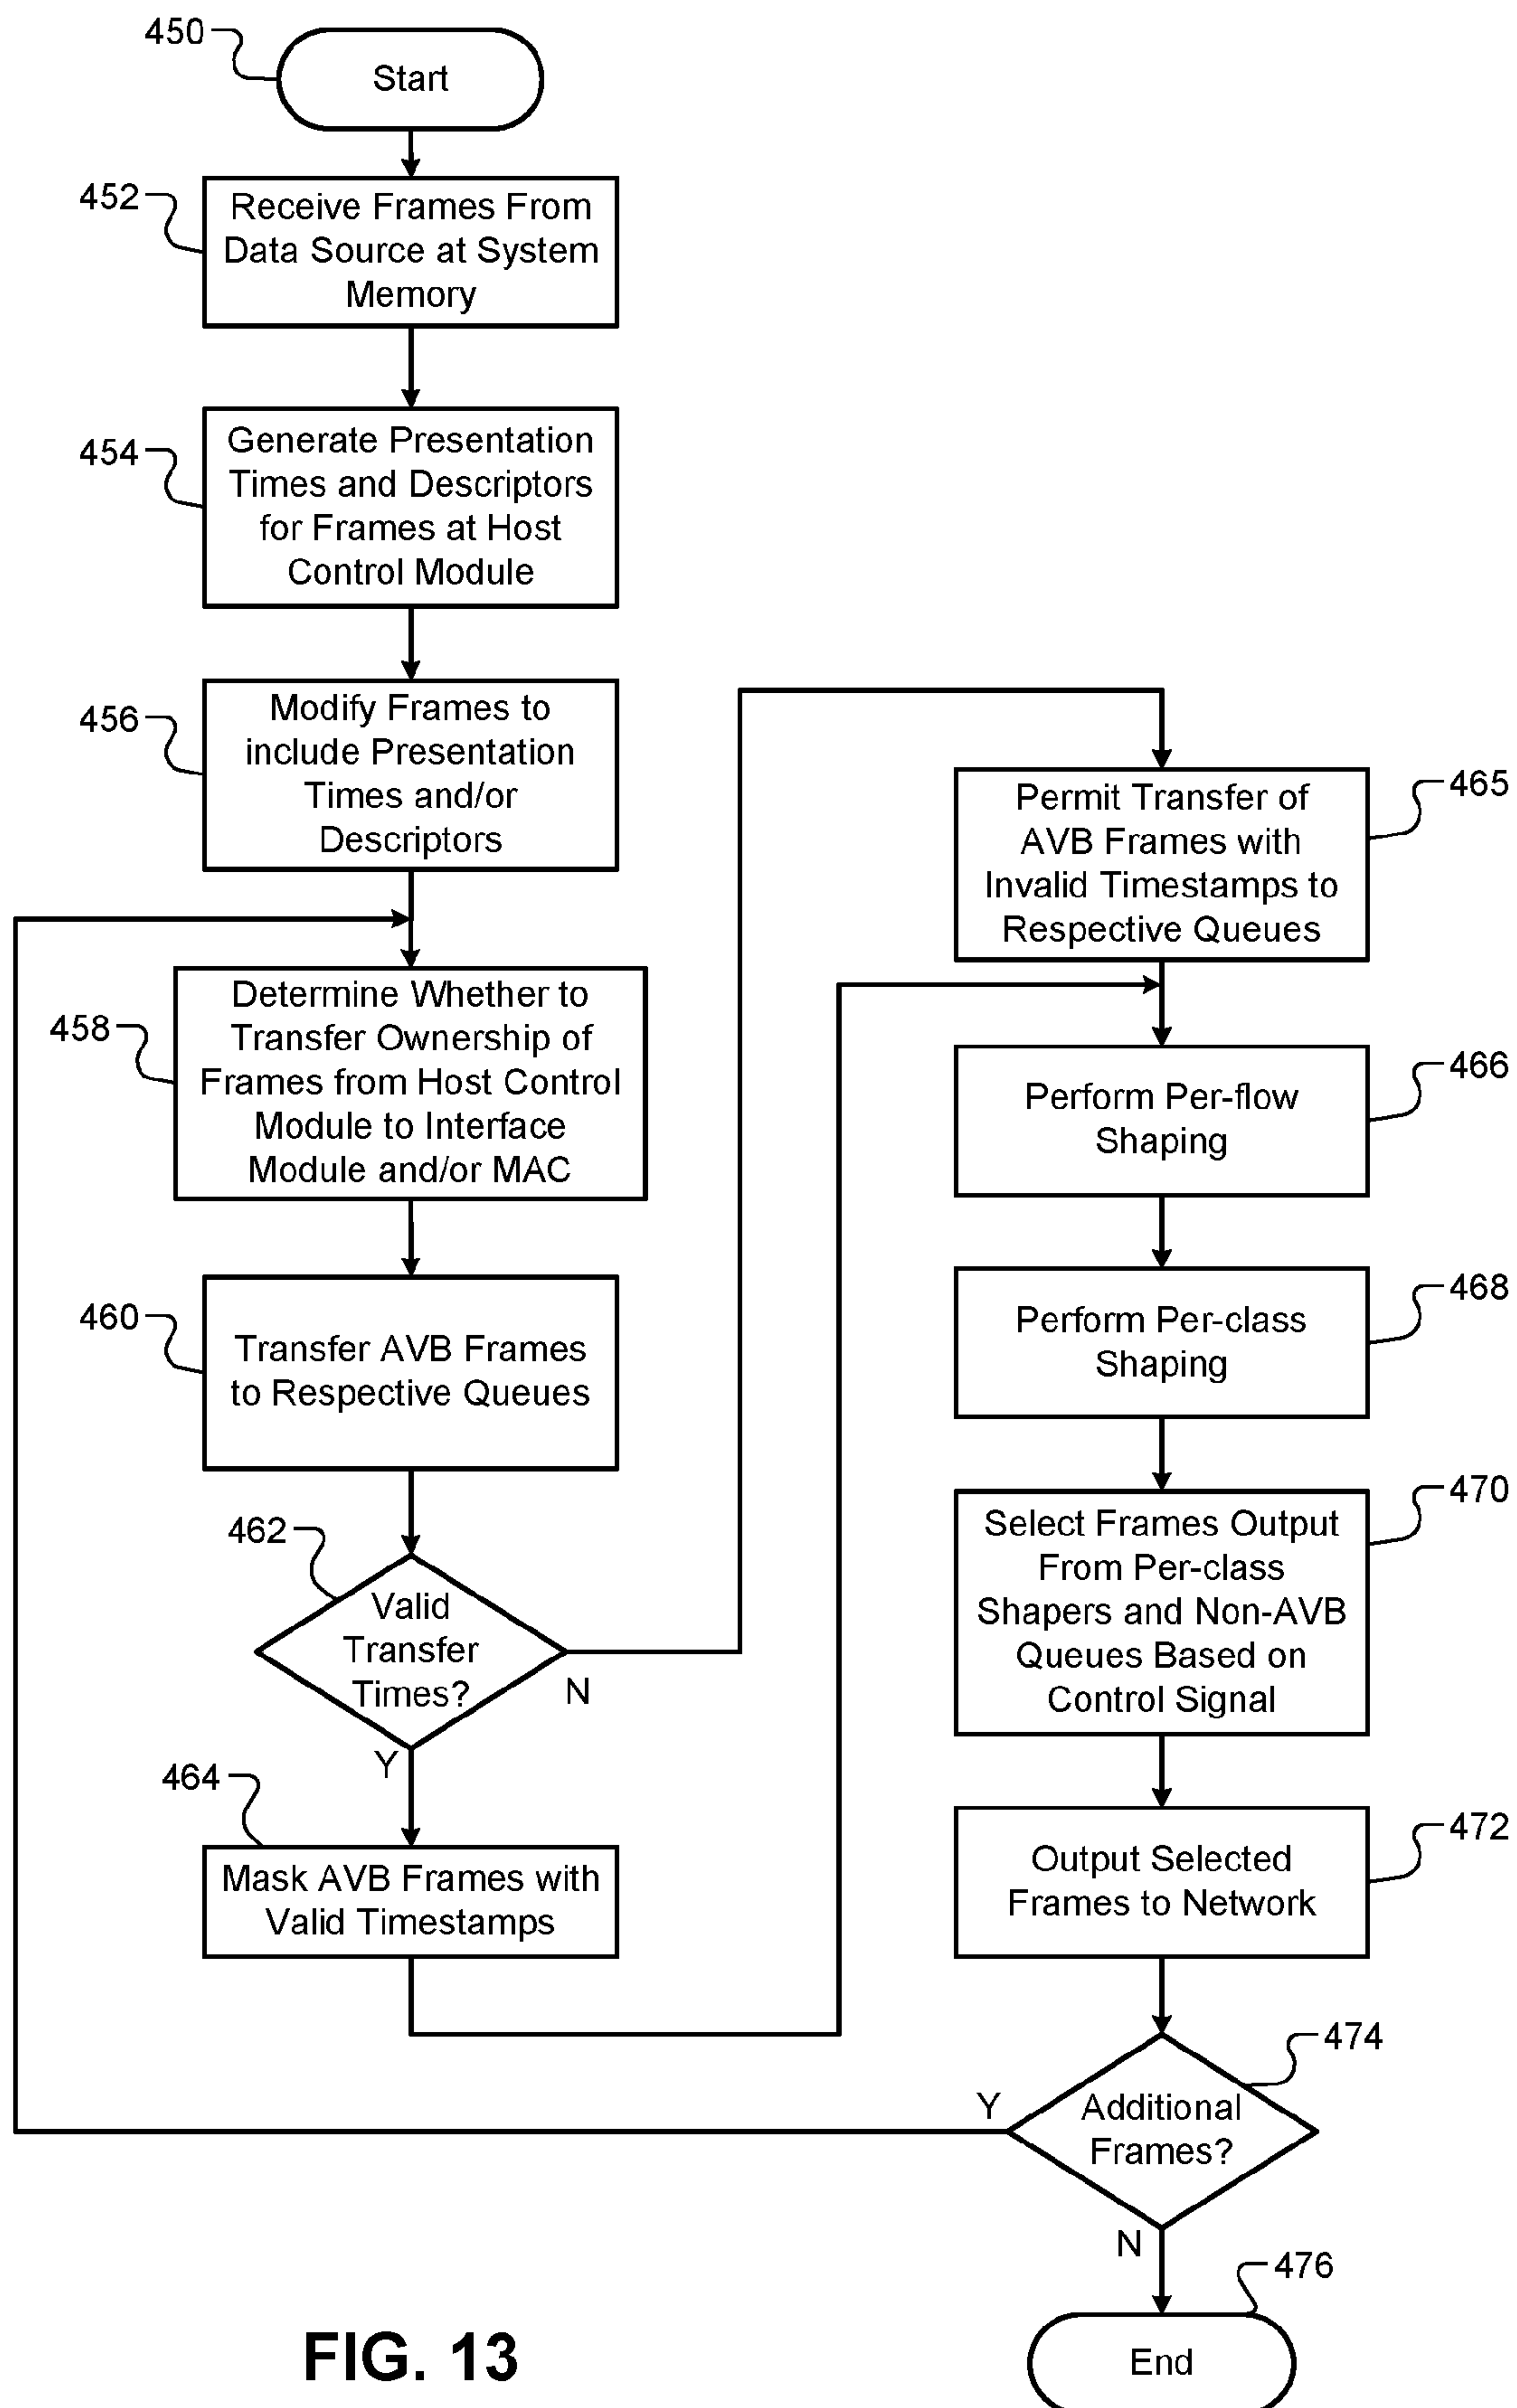 450
Start
452
Receive Frames From
Data Source at System
Memory
454
Generate Presentation
Times and Descriptors
for Frames at Host
Control Module
456
Modify Frames to
include Presentation
Times and/or
Descriptors
458
Determine Whether to
Transfer Ownership of
Frames from Host Control
Module to Interface
Module and/or MAC
460
Transfer AVB Frames
to Respective Queues
462
Valid
Transfer
Times?
N
Y
464
Mask AVB Frames with
Valid Timestamps
465
Permit Transfer of
AVB Frames with
Invalid Timestamps to
Respective Queues
466
Perform Per-flow
Shaping
468
Perform Per-class
Shaping
470
Select Frames Output
From Per-class
Shapers and Non-AVB
Queues Based on
Control Signal
472
Output Selected
Frames to Network
474
Additional
Frames?
Y
N
476
End
FIG. 13